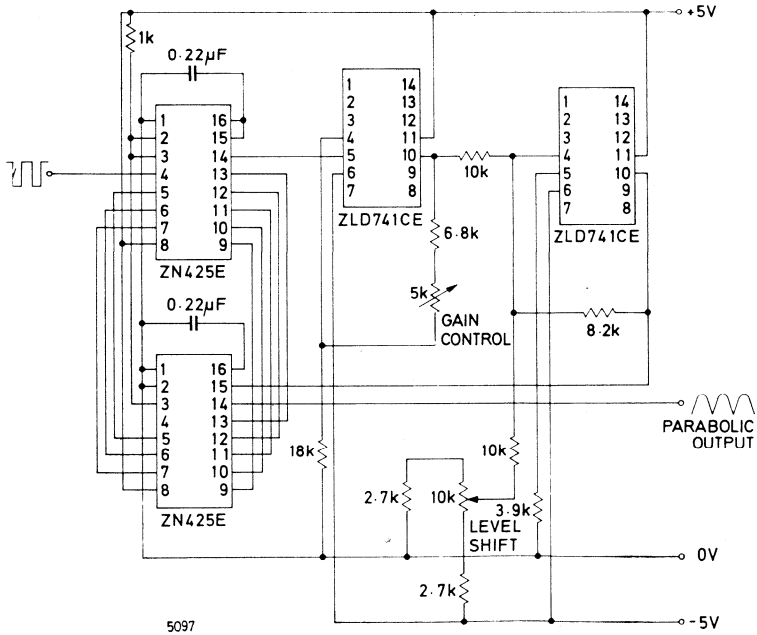 +5V
1k
0.22µF
1 16
2 15
3 14
4 13
5 12
6 11
7 10
8 9
ZN425E
1 14
2 13
3 12
4 11
5 10
6 9
7 8
ZLD741CE
10k
1 14
2 13
3 12
4 11
5 10
6 9
7 8
ZLD741CE
6.8k
5k
GAIN
CONTROL
8.2k
0.22µF
1 16
2 15
3 14
4 13
5 12
6 11
7 10
8 9
ZN425E
PARABOLIC
OUTPUT
18k
10k
2.7k
10k
3.9k
LEVEL
SHIFT
0V
2.7k
-5V
5097